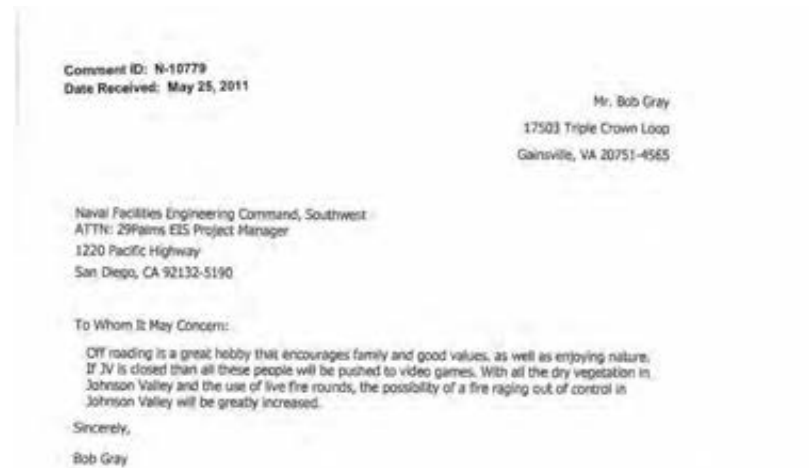 Comment ID: N-10779
Date Received: May 25, 2011
Mr. Bob Gray
17503 Triple Crown Loop
Gainsville, VA 20751-4565
Naval Facilities Engineering Command, Southwest
ATTN: 29Palms EIS Project Manager
1220 Pacific Highway
San Diego, CA 92132-5190
To Whom It May Concern:
Off roading is a great hobby that encourages family and good values, as well as enjoying nature.
If JV is closed than all these people will be pushed to video games. With all the dry vegetation in
Johnson Valley and the use of live fire rounds, the possibility of a fire raging out of control in
Johnson Valley will be greatly increased.
Sincerely,
Bob Gray